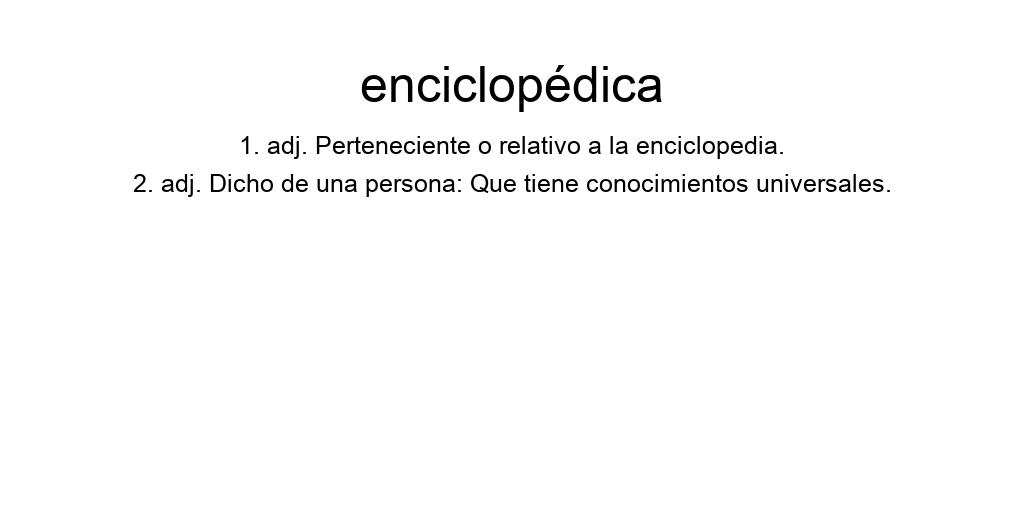 enciclopédica
1. adj. Perteneciente o relativo a la enciclopedia.
2. adj. Dicho de una persona: Que tiene conocimientos universales.